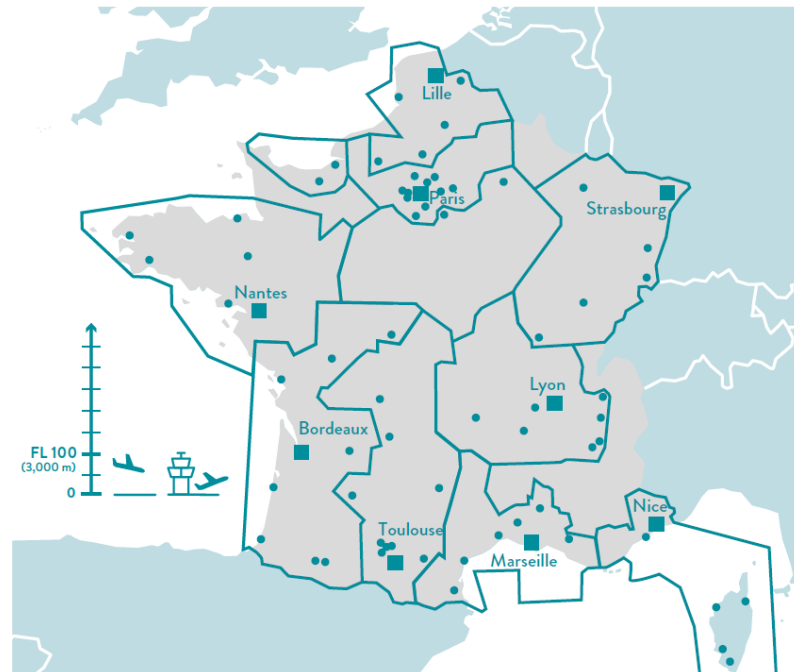 Lille
Paris
Strasbourg
Nantes
Lyon
Bordeaux
FL 100
(3,000 m)
0
Nice
Toulouse
Marseille